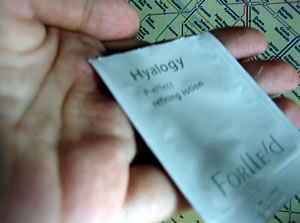 Hyalogy
P-effect
refining lotion
Forlle'd